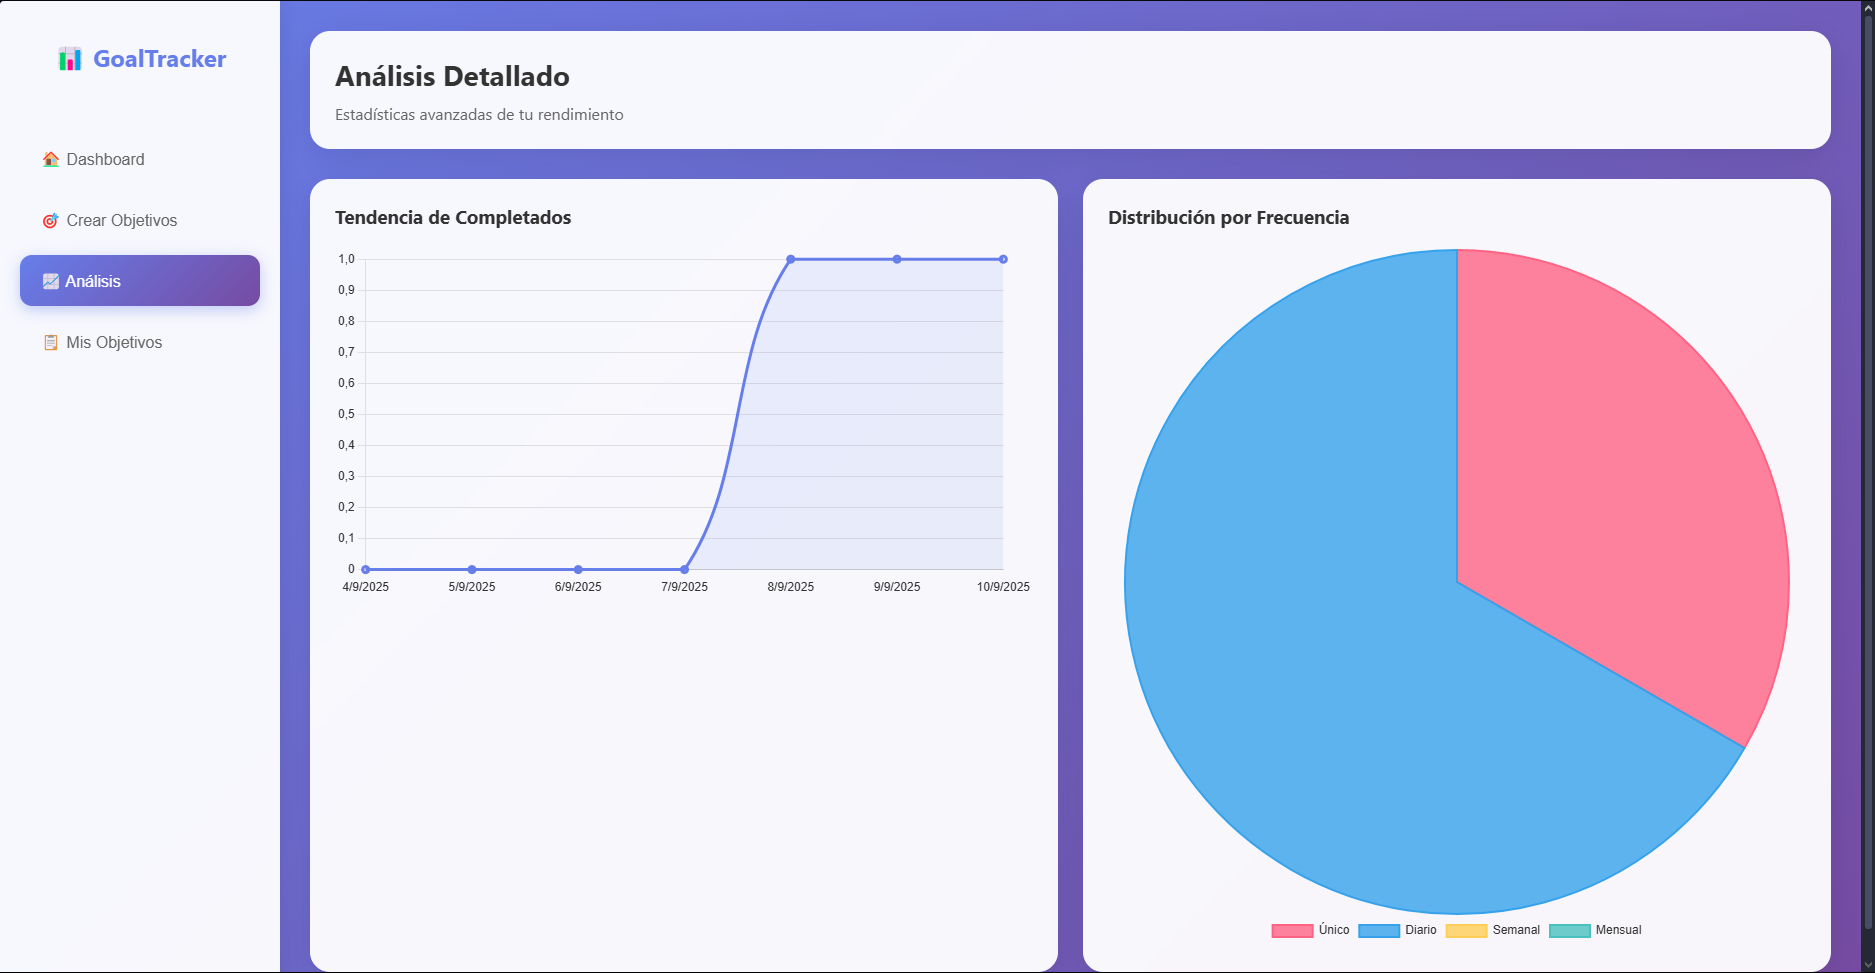 GoalTracker
Dashboard
Crear Objetivos
Análisis
Mis Objetivos
Análisis Detallado
Estadísticas avanzadas de tu rendimiento
Tendencia de Completados
1,0
0,9
0,8
0,7
0,6
0,5
0,4
0,3
0,2
0,1
0
4/9/2025 5/9/2025 6/9/2025 7/9/2025 8/9/2025 9/9/2025 10/9/2025
Distribución por Frecuencia
Único Diario Semanal Mensual